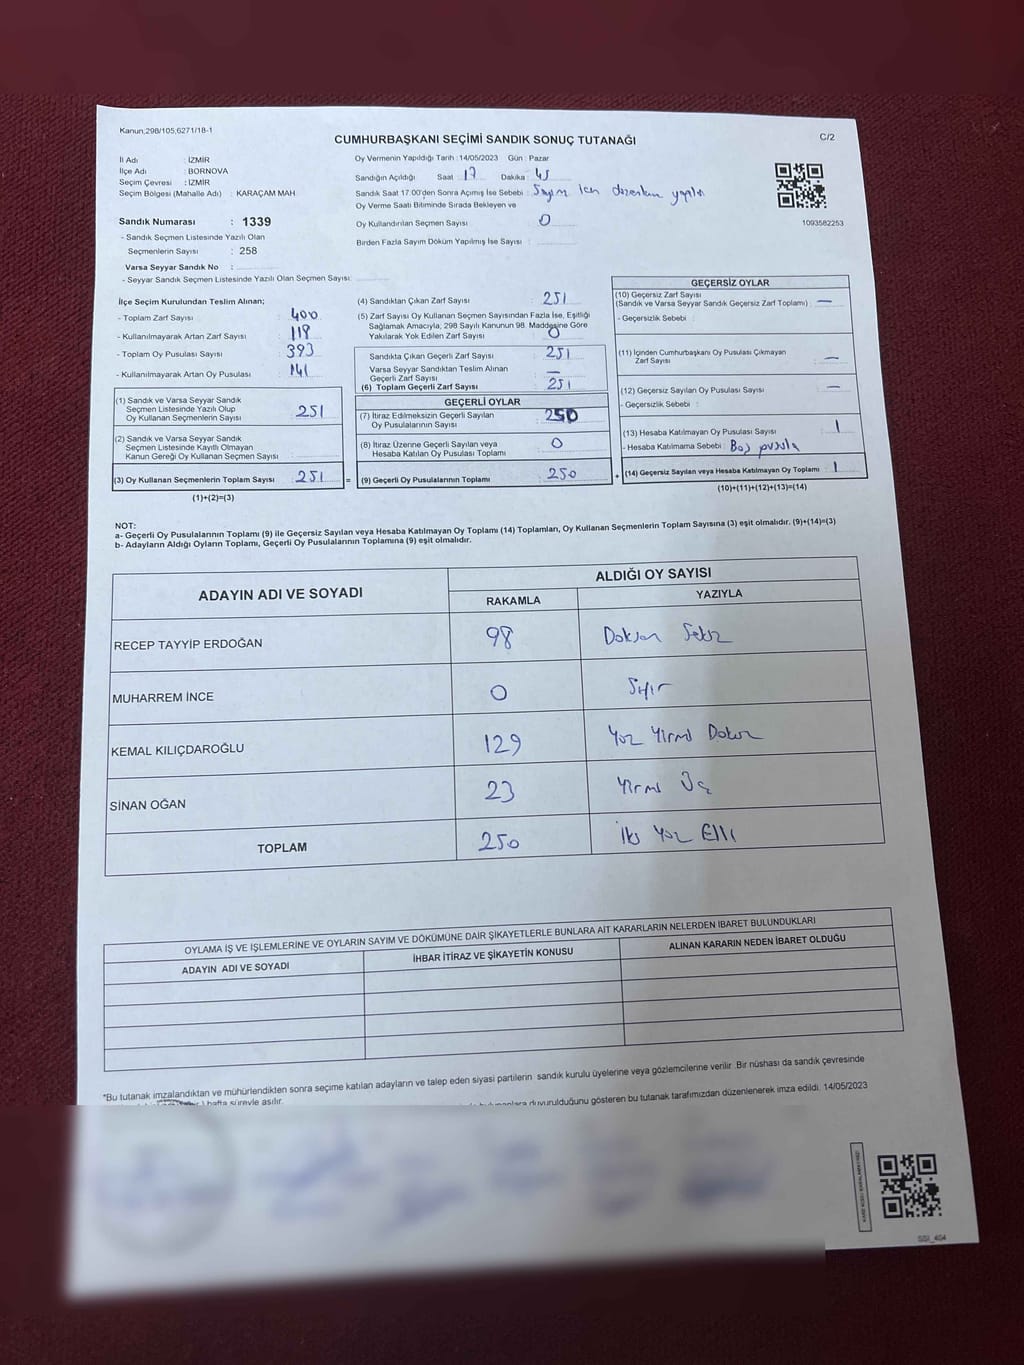 Kanun,298/105,6271/18-1
CUMHURBAŞKANI SEÇİMİ SANDIK SONUÇ TUTANAĞI
C/2
İl Adı : İZMİR
İlçe Adı : BORNOVA
Seçim Çevresi : İZMİR
Seçim Bölgesi (Mahalle Adı) : KARAÇAM MAH
Sandık Numarası : 1339
- Sandık Seçmen Listesinde Yazılı Olan
Seçmenlerin Sayısı : 258
Varsa Seyyar Sandık No :
- Seyyar Sandık Seçmen Listesinde Yazılı Olan Seçmen Sayısı:
Oy Vermenin Yapıldığı Tarih : 14/05/2023 Gün : Pazar
Sandığın Açıldığı Saat 17 Dakika : 45
Sandık Saat 17.00'den Sonra Açımış İse Sebebi : Sayım için düzenlem yapıldı
Oy Verme Saati Bitiminde Sırada Bekleyen ve
Oy Kullandırılan Seçmen Sayısı : 0
Birden Fazla Sayım Döküm Yapılmış İse Sayısı :
1093582253
İlçe Seçim Kurulundan Teslim Alınan;
- Toplam Zarf Sayısı : 400
- Kullanılmayarak Artan Zarf Sayısı : 119
- Toplam Oy Pusulası Sayısı : 393
- Kullanılmayarak Artan Oy Pusulası : 141
(1) Sandık ve Varsa Seyyar Sandık
Seçmen Listesinde Yazılı Olup
Oy Kullanan Seçmenlerin Sayısı : 251
(2) Sandık ve Varsa Seyyar Sandık
Seçmen Listesinde Kayıtlı Olmayan
Kanun Gereği Oy Kullanan Seçmen Sayısı :
(3) Oy Kullanan Seçmenlerin Toplam Sayısı : 251
(1)+(2)=(3)
(4) Sandıktan Çıkan Zarf Sayısı : 251
(5) Zarf Sayısı Oy Kullanan Seçmen Sayısından Fazla İse, Eşitliği
Sağlamak Amacıyla, 298 Sayılı Kanunun 98. Maddesine Göre
Yakılarak Yok Edilen Zarf Sayısı : 0
Sandıkta Çıkan Geçerli Zarf Sayısı : 251
Varsa Seyyar Sandıktan Teslim Alınan
Geçerli Zarf Sayısı : —
(6) Toplam Geçerli Zarf Sayısı : 251
GEÇERLİ OYLAR
(7) İtiraz Edilmeksizin Geçerli Sayılan
Oy Pusulasının Sayısı : 250
(8) İtiraz Üzerine Geçerli Sayılan veya
Hesaba Katılan Oy Pusulası Toplamı : 0
= (9) Geçerli Oy Pusulalarının Toplamı : 250
GEÇERSİZ OYLAR
(10) Geçersiz Zarf Sayısı
(Sandık ve Varsa Seyyar Sandık Geçersiz Zarf Toplamı) : —
- Geçersizlik Sebebi :
(11) İçinden Cumhurbaşkanı Oy Pusulası Çıkmayan
Zarf Sayısı : —
(12) Geçersiz Sayılan Oy Pusulası Sayısı : —
- Geçersizlik Sebebi :
(13) Hesaba Katılmayan Oy Pusulası Sayısı : 1
- Hesaba Katılmama Sebebi : Boş pusula
+ (14) Geçersiz Sayılan veya Hesaba Katılmayan Oy Toplamı : 1
(10)+(11)+(12)+(13)=(14)
NOT:
a- Geçerli Oy Pusulalarının Toplamı (9) ile Geçersiz Sayılan veya Hesaba Katılmayan Oy Toplamı (14) Toplamları, Oy Kullanan Seçmenlerin Toplam Sayısına (3) eşit olmalıdır. (9)+(14)=(3)
b- Adayların Aldığı Oyların Toplamı, Geçerli Oy Pusulalarının Toplamına (9) eşit olmalıdır.
ADAYIN ADI VE SOYADI
ALDIĞI OY SAYISI
RAKAMLA
YAZIYLA
RECEP TAYYİP ERDOĞAN 98 Doksan Sekiz
MUHARREM İNCE 0 Sıfır
KEMAL KILIÇDAROĞLU 129 Yüz Yirmi Dokuz
SİNAN OĞAN 23 Yirmi Üç
TOPLAM 250 İki Yüz Elli
OYLAMA İŞ VE İŞLEMLERİNE VE OYLARIN SAYIM VE DÖKÜMÜNE DAİR ŞİKAYETLERLE BUNLARA AİT KARARLARIN NELERDEN İBARET BULUNDUKLARI
ADAYIN ADI VE SOYADI
İHBAR İTİRAZ VE ŞİKAYETİN KONUSU
ALINAN KARARIN NEDEN İBARET OLDUĞU
*Bu tutanak imzalandıktan ve mühürlendikten sonra seçime katılan adayların ve talep eden siyasi partilerin sandık kurulu üyelerine veya gözlemcilerine verilir .Bir nüshası da sandık çevresinde
) hafta süreyle asılır. duyurulduğunu gösteren bu tutanak tarafımızdan düzenlenerek imza edildi. 14/05/2023
SSI_404